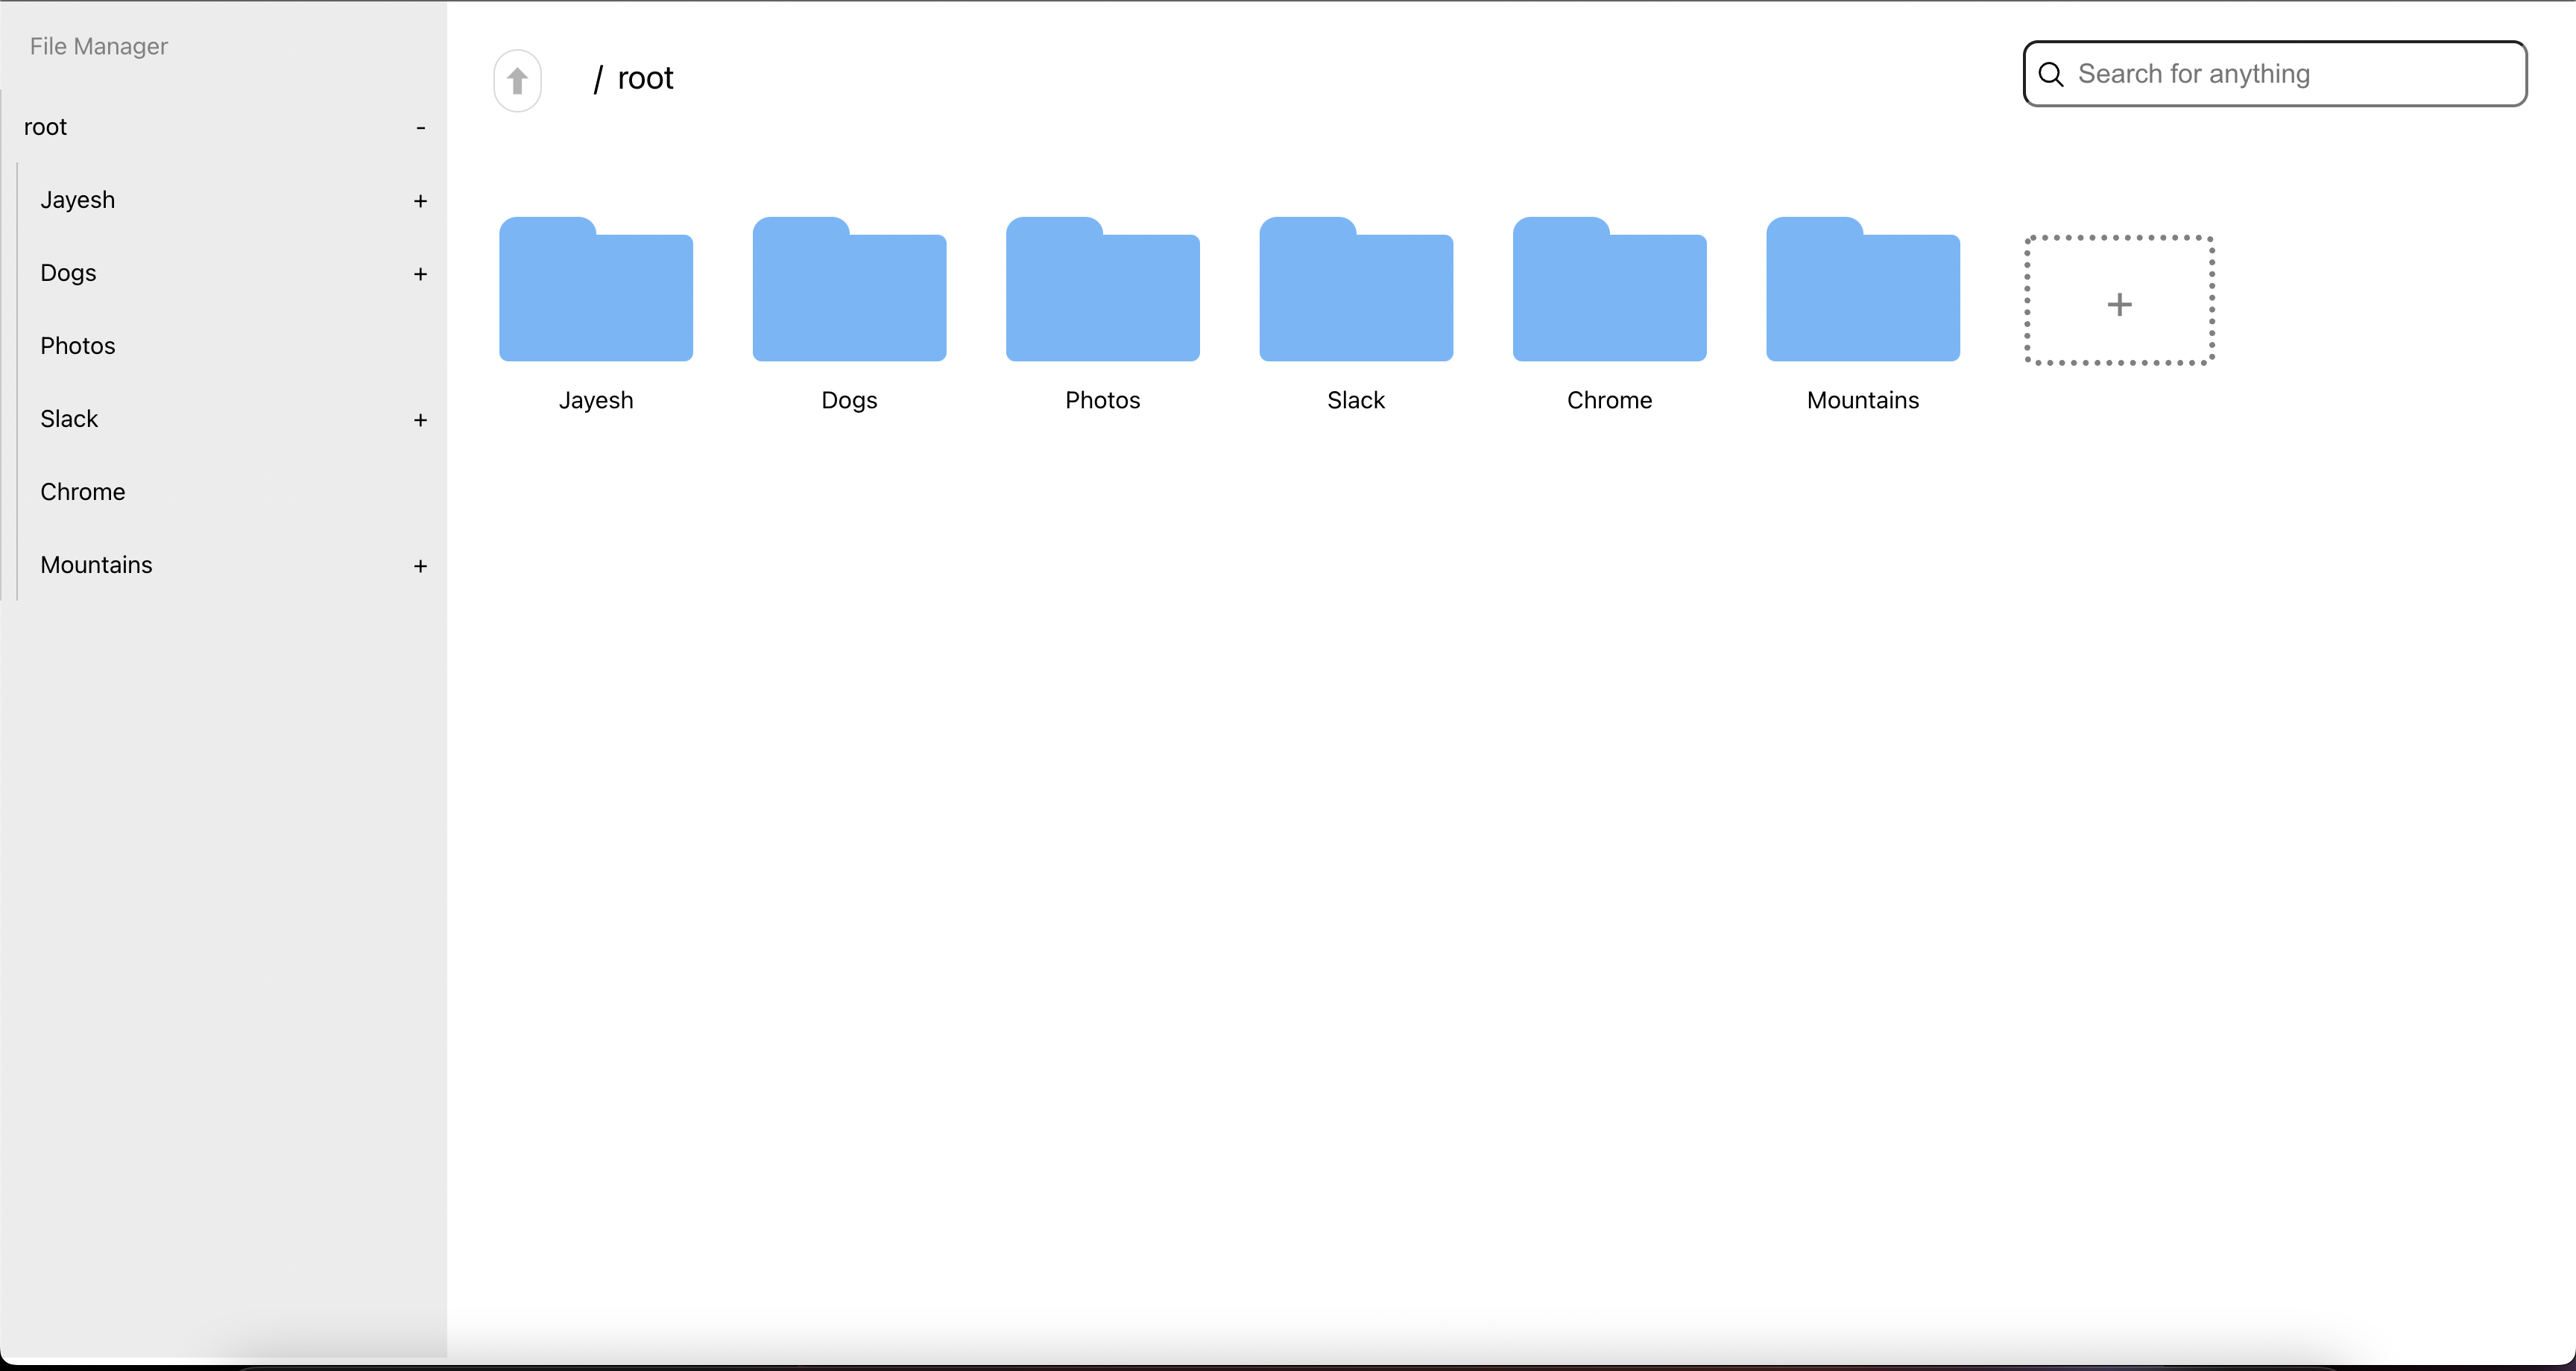 File Manager
root -
Jayesh +
Dogs +
Photos
Slack +
Chrome
Mountains +
/ root
Search for anything
Jayesh Dogs Photos Slack Chrome Mountains
+